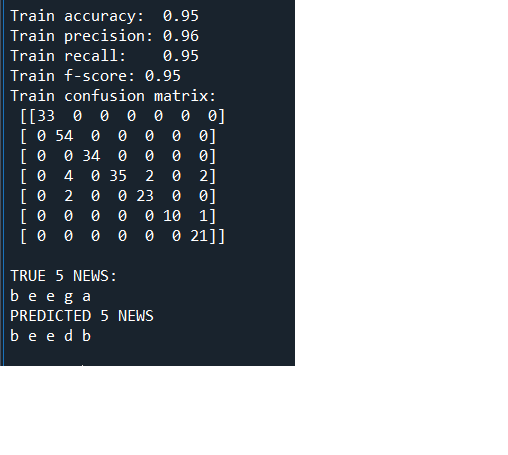 Train accuracy:  0.95
Train precision: 0.96
Train recall:    0.95
Train f-score: 0.95
Train confusion matrix:
 [[33  0  0  0  0  0  0]
 [ 0 54  0  0  0  0  0]
 [ 0  0 34  0  0  0  0]
 [ 0  4  0 35  2  0  2]
 [ 0  2  0  0 23  0  0]
 [ 0  0  0  0  0 10  1]
 [ 0  0  0  0  0  0 21]]
TRUE 5 NEWS:
b e e g a
PREDICTED 5 NEWS
b e e d b